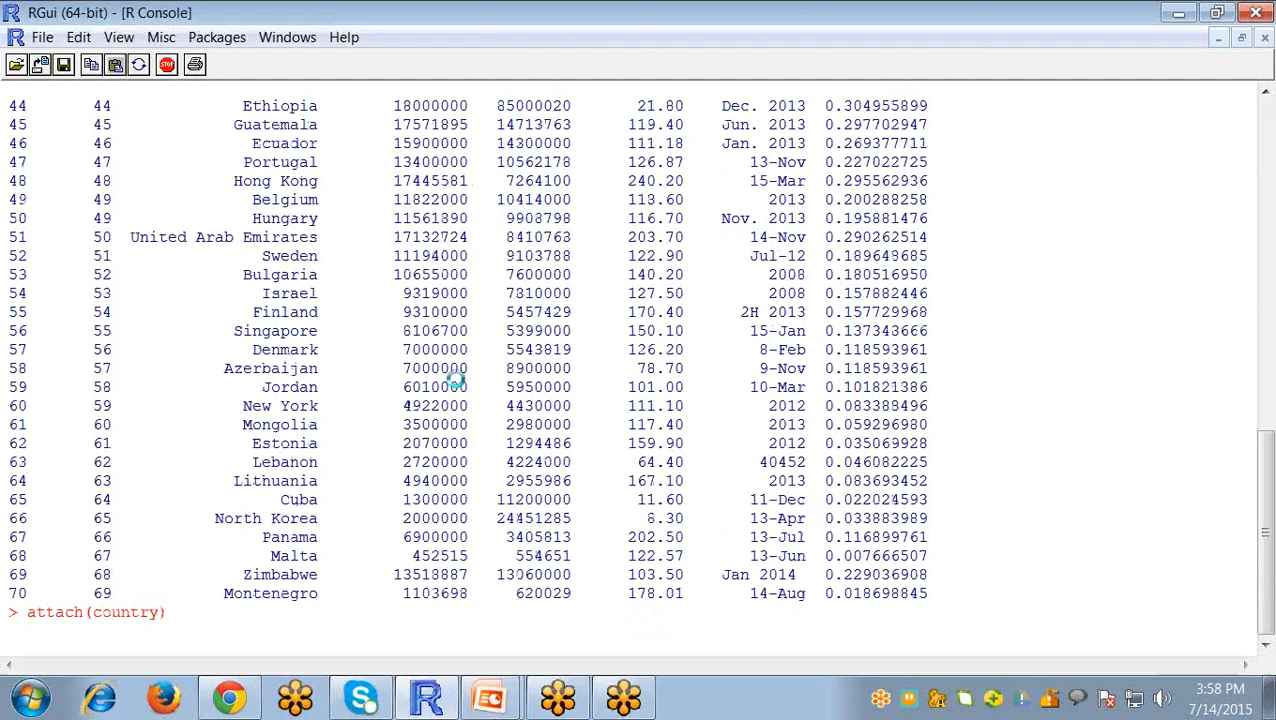 RGui (64-bit) - [R Console]
File Edit View Misc Packages Windows Help
STOP
44 44 Ethiopia 18000000 85000020 21.80 Dec. 2013 0.304955899
45 45 Guatemala 17571895 14713763 119.40 Jun. 2013 0.297702947
46 46 Ecuador 15900000 14300000 111.18 Jan. 2013 0.269377711
47 47 Portugal 13400000 10562178 126.87 13-Nov 0.227022725
48 48 Hong Kong 17445581 7264100 240.20 15-Mar 0.295562936
49 49 Belgium 11822000 10414000 113.60 2013 0.200288258
50 49 Hungary 11561890 9908798 116.70 Nov. 2013 0.195881476
51 50 United Arab Emirates 17132724 8410763 203.70 14-Nov 0.290262514
52 51 Sweden 11194000 9103788 122.90 Jul-12 0.189648685
53 52 Bulgaria 10655000 7600000 140.20 2008 0.180516950
54 53 Israel 9319000 7310000 127.50 2008 0.157882446
55 54 Finland 9310000 5457429 170.40 2H 2013 0.157729968
56 55 Singapore 8106700 5399000 150.10 15-Jan 0.137343666
57 56 Denmark 7000000 5543819 126.20 8-Feb 0.118593961
58 57 Azerbaijan 7000000 8900000 78.70 9-Nov 0.118593961
59 58 Jordan 6010000 5950000 101.00 10-Mar 0.101821386
60 59 New York 4922000 4430000 111.10 2012 0.083388496
61 60 Mongolia 3500000 2980000 117.40 2013 0.059296980
62 61 Estonia 2070000 1294486 159.90 2012 0.035069928
63 62 Lebanon 2720000 4224000 64.40 40452 0.046082225
64 63 Lithuania 4940000 2955986 167.10 2013 0.083693452
65 64 Cuba 1300000 11200000 11.60 11-Dec 0.022024593
66 65 North Korea 2000000 24451285 8.30 13-Apr 0.033883989
67 66 Panama 6900000 3405813 202.50 13-Jul 0.116899761
68 67 Malta 452515 554651 122.57 13-Jun 0.007666507
69 68 Zimbabwe 13518887 13060000 103.50 Jan 2014 0.229036908
70 69 Montenegro 1103698 620029 178.01 14-Aug 0.018698845
> attach(country)
3:58 PM
7/14/2015